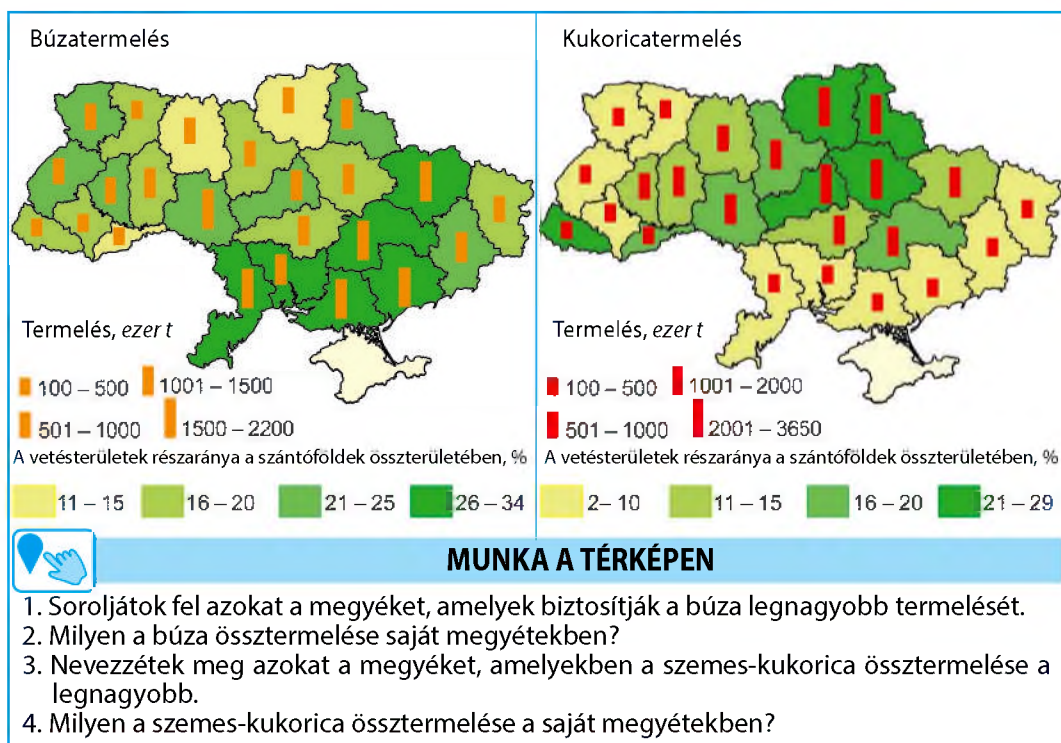 Búzatermelés
Termelés, ezer t
100 – 500
1001 – 1500
501 – 1000
1500 – 2200
A vetésterületek részaránya a szántóföldek összterületében, %
11 – 15
16 – 20
21 – 25
26 – 34
Kukoricatermelés
Termelés, ezer t
100 – 500
1001 – 2000
501 – 1000
2001 – 3650
A vetésterületek részaránya a szántóföldek összterületében, %
2– 10
11 – 15
16 – 20
21 – 29
MUNKA A TÉRKÉPEN
1. Soroljátok fel azokat a megyéket, amelyek biztosítják a búza legnagyobb termelését.
2. Milyen a búza össztermelése saját megyétekben?
3. Nevezzétek meg azokat a megyéket, amelyekben a szemes-kukorica össztermelése a
legnagyobb.
4. Milyen a szemes-kukorica össztermelése a saját megyétekben?